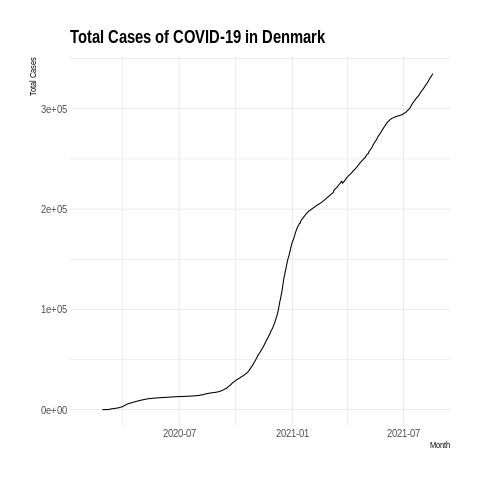 Total Cases of COVID-19 in Denmark
Total Cases
3e+05
2e+05
1e+05
0e+00
2020-07
2021-01
2021-07
Month